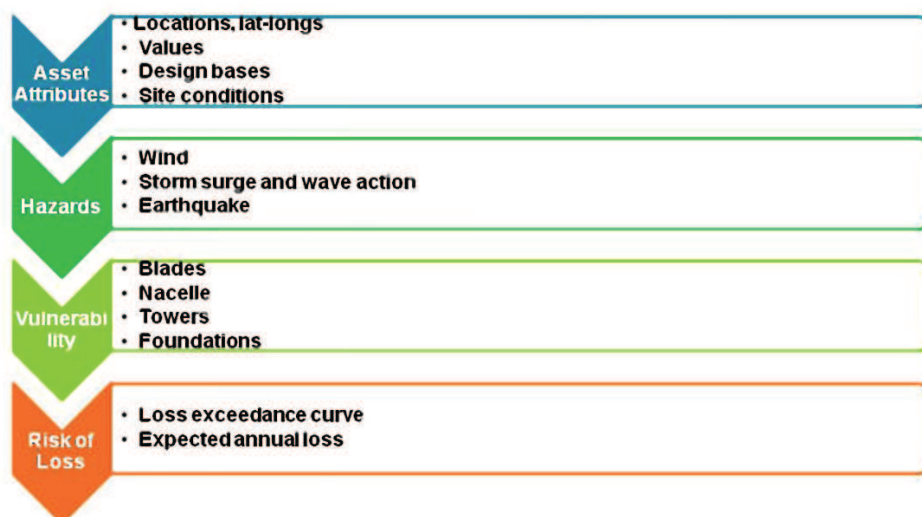 Asset
Attributes
• Locations, lat-longs
• Values
• Design bases
• Site conditions
Hazards
• Wind
• Storm surge and wave action
• Earthquake
Vulnerabi
lity
• Blades
• Nacelle
• Towers
• Foundations
Risk of
Loss
• Loss exceedance curve
• Expected annual loss